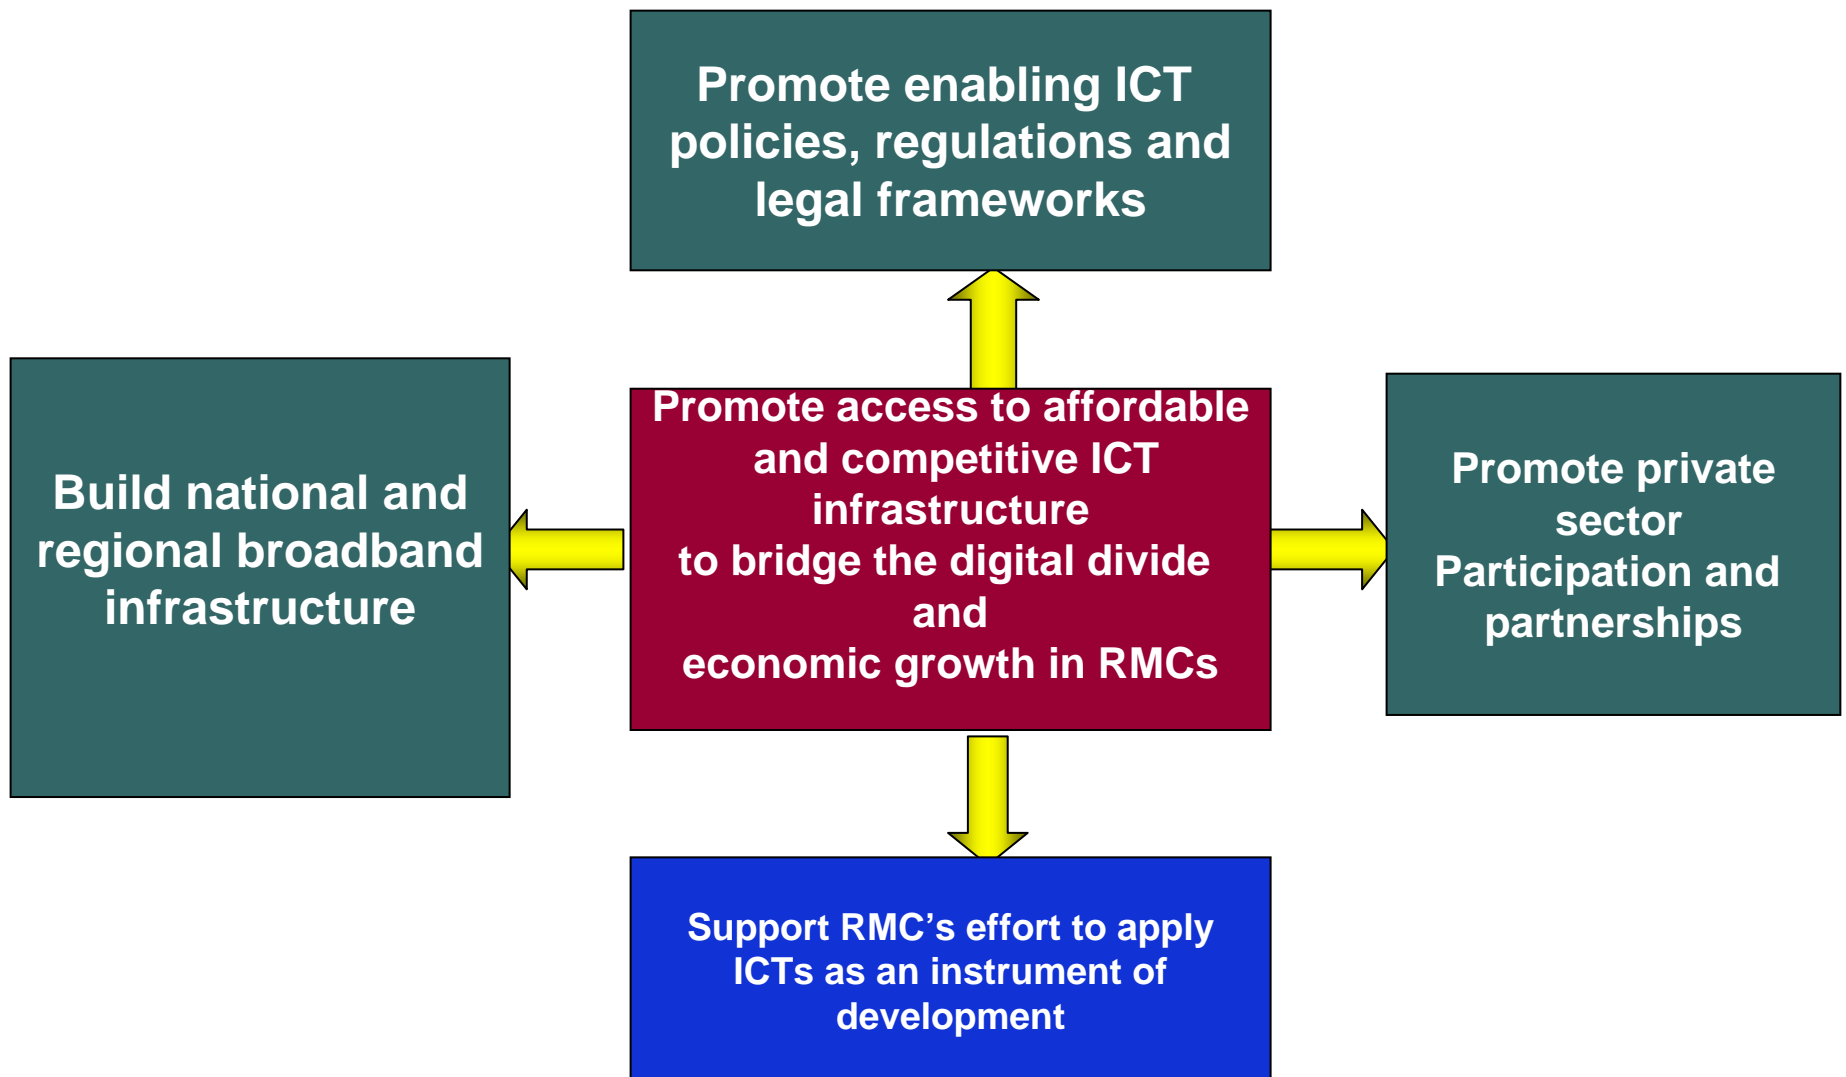 Promote enabling ICT
policies, regulations and
legal frameworks
Build national and
regional broadband
infrastructure
Promote access to affordable
and competitive ICT
infrastructure
to bridge the digital divide
and
economic growth in RMCs
Promote private
sector
Participation and
partnerships
Support RMC’s effort to apply
ICTs as an instrument of
development